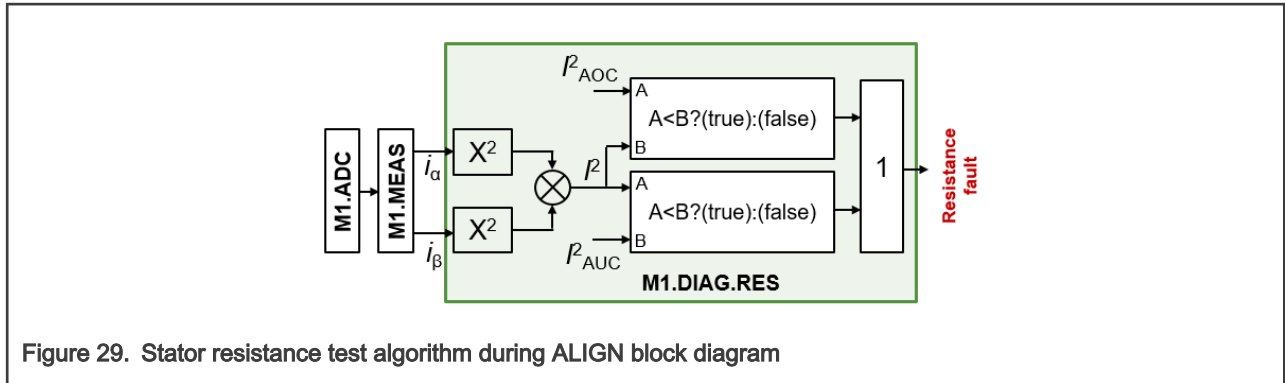 I²AOC
A
A<B?(true):(false)
B
M1.ADC
M1.MEAS
iα
X²
I²
1
Resistance
fault
A
A<B?(true):(false)
B
X²
iβ
I²AUC
M1.DIAG.RES
Figure 29. Stator resistance test algorithm during ALIGN block diagram